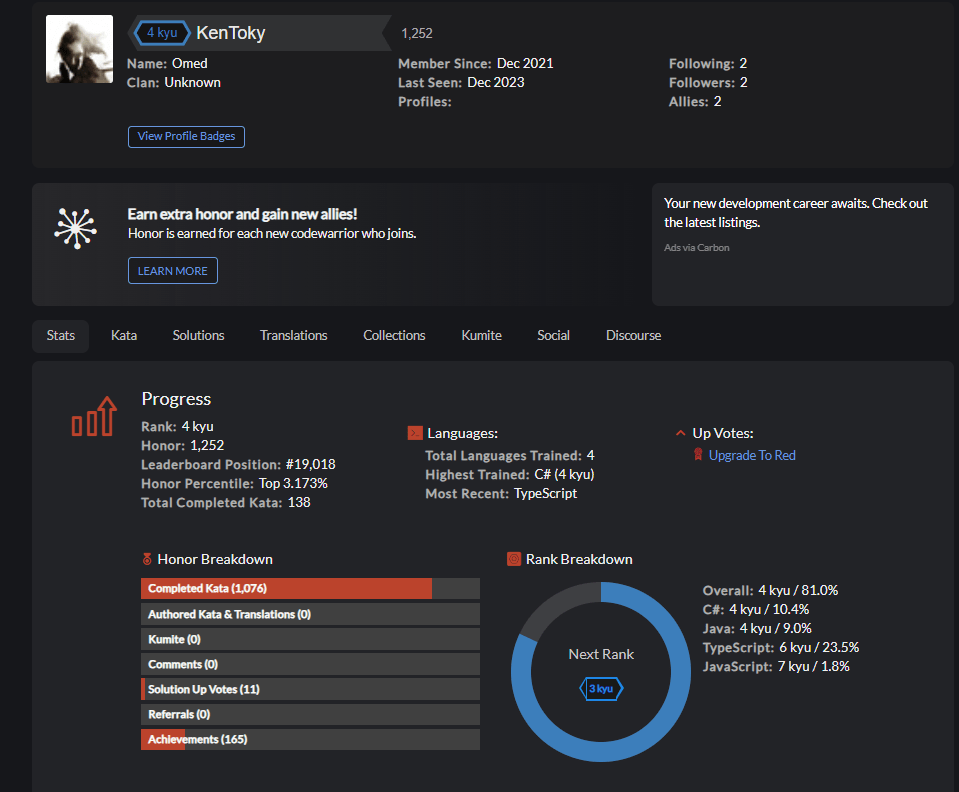 4 kyu KenToky 1,252
Name: Omed
Clan: Unknown
Member Since: Dec 2021
Last Seen: Dec 2023
Profiles:
Following: 2
Followers: 2
Allies: 2
View Profile Badges
Earn extra honor and gain new allies!
Honor is earned for each new codewarrior who joins.
LEARN MORE
Your new development career awaits. Check out
the latest listings.
Ads via Carbon
Stats Kata Solutions Translations Collections Kumite Social Discourse
Progress
Rank: 4 kyu
Honor: 1,252
Leaderboard Position: #19,018
Honor Percentile: Top 3.173%
Total Completed Kata: 138
Languages:
Total Languages Trained: 4
Highest Trained: C# (4 kyu)
Most Recent: TypeScript
Up Votes:
Upgrade To Red
Honor Breakdown
Completed Kata (1,076)
Authored Kata & Translations (0)
Kumite (0)
Comments (0)
Solution Up Votes (11)
Referrals (0)
Achievements (165)
Rank Breakdown
Next Rank
3 kyu
Overall: 4 kyu / 81.0%
C#: 4 kyu / 10.4%
Java: 4 kyu / 9.0%
TypeScript: 6 kyu / 23.5%
JavaScript: 7 kyu / 1.8%